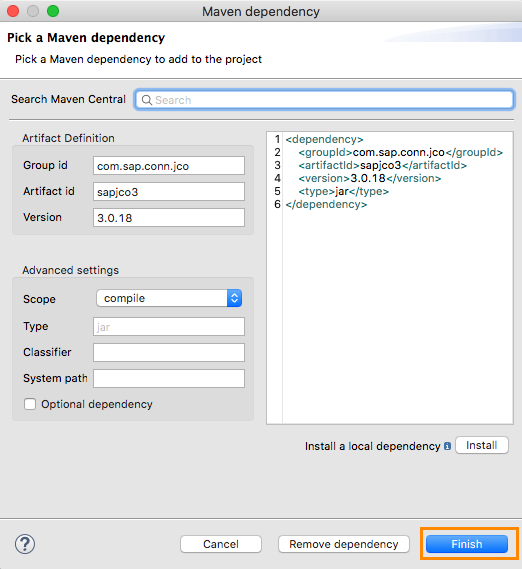 Maven dependency
Pick a Maven dependency
Pick a Maven dependency to add to the project
Search Maven Central
Search
Artifact Definition
Group id
com.sap.conn.jco
Artifact id
sapjco3
Version
3.0.18
Advanced settings
Scope
compile
Type
jar
Classifier
System path
Optional dependency
1 <dependency>
2 <groupId>com.sap.conn.jco</groupId>
3 <artifactId>sapjco3</artifactId>
4 <version>3.0.18</version>
5 <type>jar</type>
6 </dependency>
Install a local dependency
i
Install
?
Cancel
Remove dependency
Finish